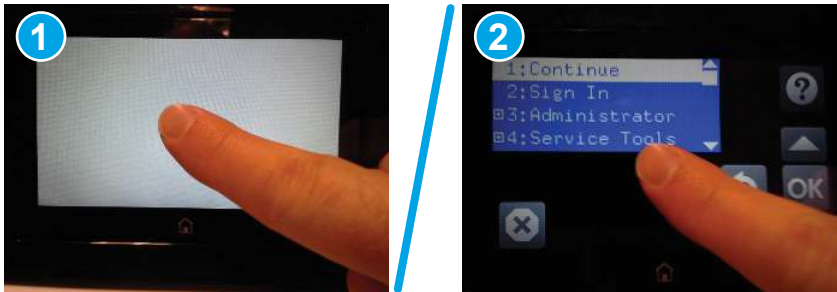 1
2
1:Continue
2:Sign In
+3:Administrator
+4:Service Tools
?
OK